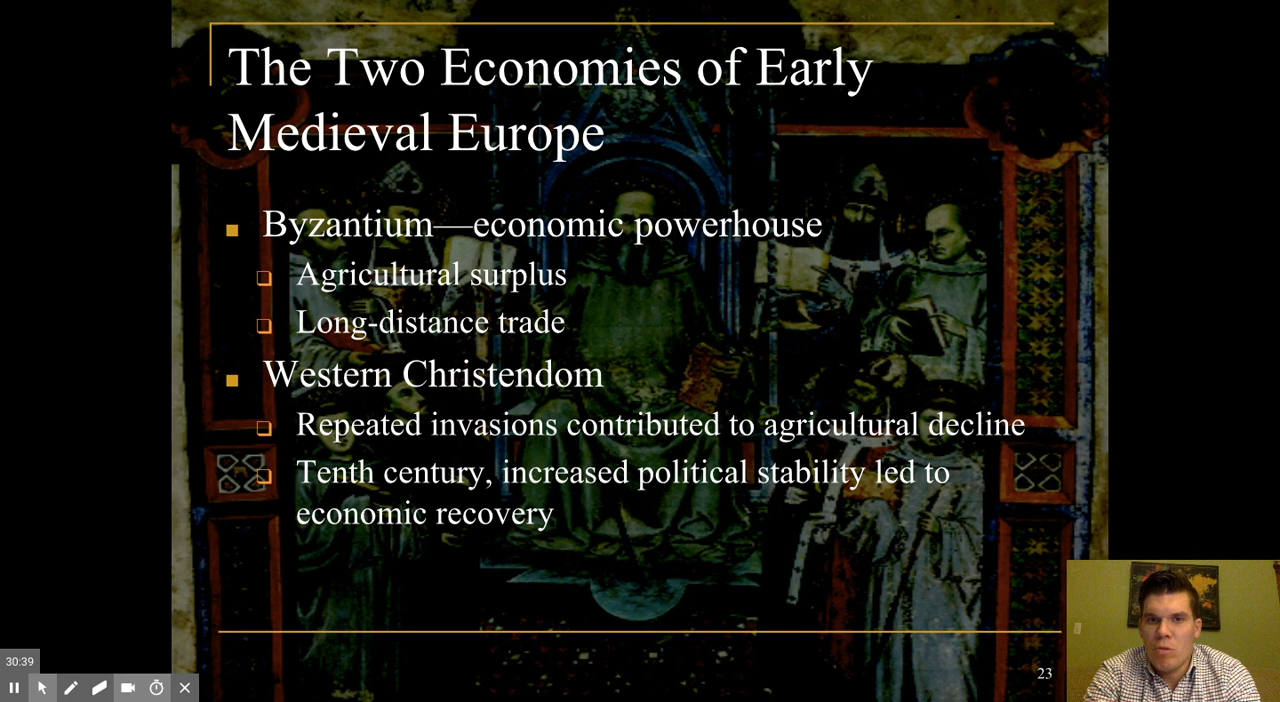 The Two Economies of Early
Medieval Europe
Byzantium—economic powerhouse
Agricultural surplus
Long-distance trade
Western Christendom
Repeated invasions contributed to agricultural decline
Tenth century, increased political stability led to
economic recovery
23
30:39